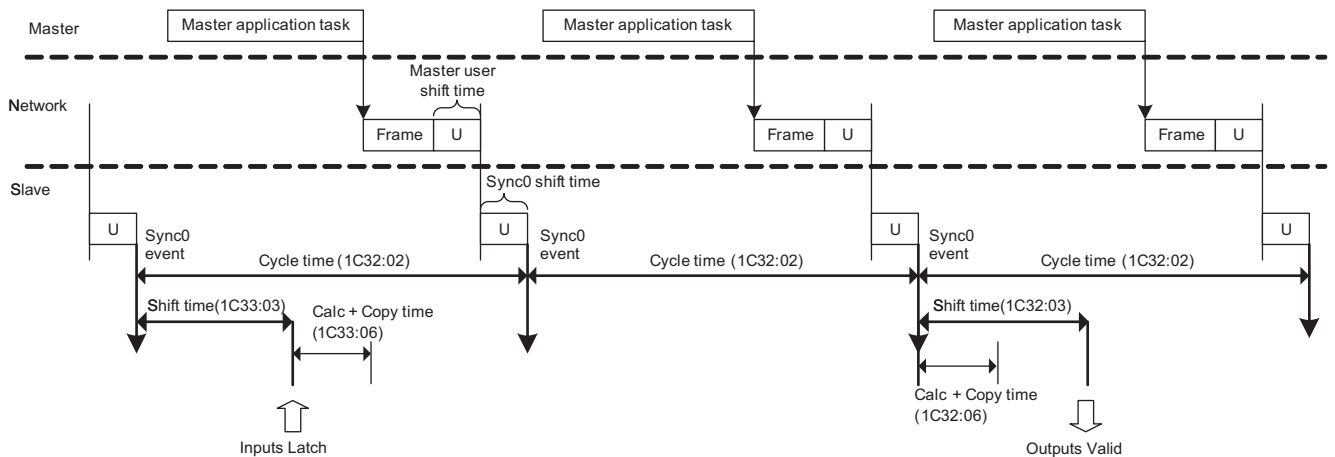 Master
Master application task
Master application task
Master application task
Master user
shift time
Network
Frame
U
Frame
U
Frame
U
Slave
Sync0 shift time
U
Sync0
event
U
Sync0
event
U
Sync0
event
U
Cycle time (1C32:02)
Cycle time (1C32:02)
Cycle time (1C32:02)
Shift time(1C33:03)
Calc + Copy time
(1C33:06)
Shift time(1C32:03)
Calc + Copy time
(1C32:06)
Inputs Latch
Outputs Valid